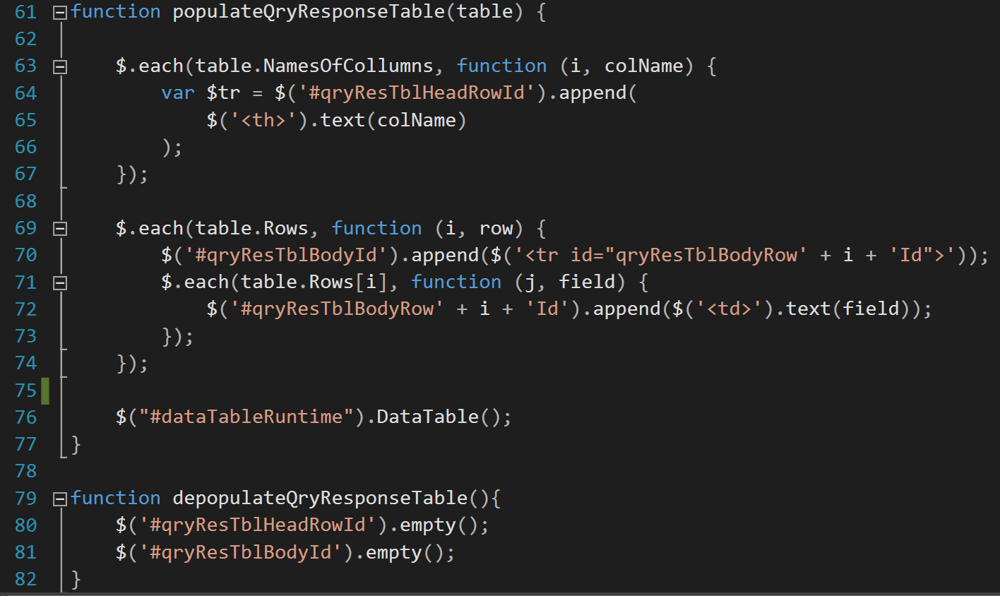 61 function populateQryResponseTable(table) {
62
63     $.each(table.NamesOfCollumns, function (i, colName) {
64         var $tr = $('#qryResTblHeadRowId').append(
65             $('<th>').text(colName)
66         );
67     });
68
69     $.each(table.Rows, function (i, row) {
70         $('#qryResTblBodyId').append($('<tr id="qryResTblBodyRow' + i + 'Id">'));
71         $.each(table.Rows[i], function (j, field) {
72             $('#qryResTblBodyRow' + i + 'Id').append($('<td>').text(field));
73         });
74     });
75
76     $("#dataTableRuntime").DataTable();
77 }
78
79 function depopulateQryResponseTable(){
80     $('#qryResTblHeadRowId').empty();
81     $('#qryResTblBodyId').empty();
82 }